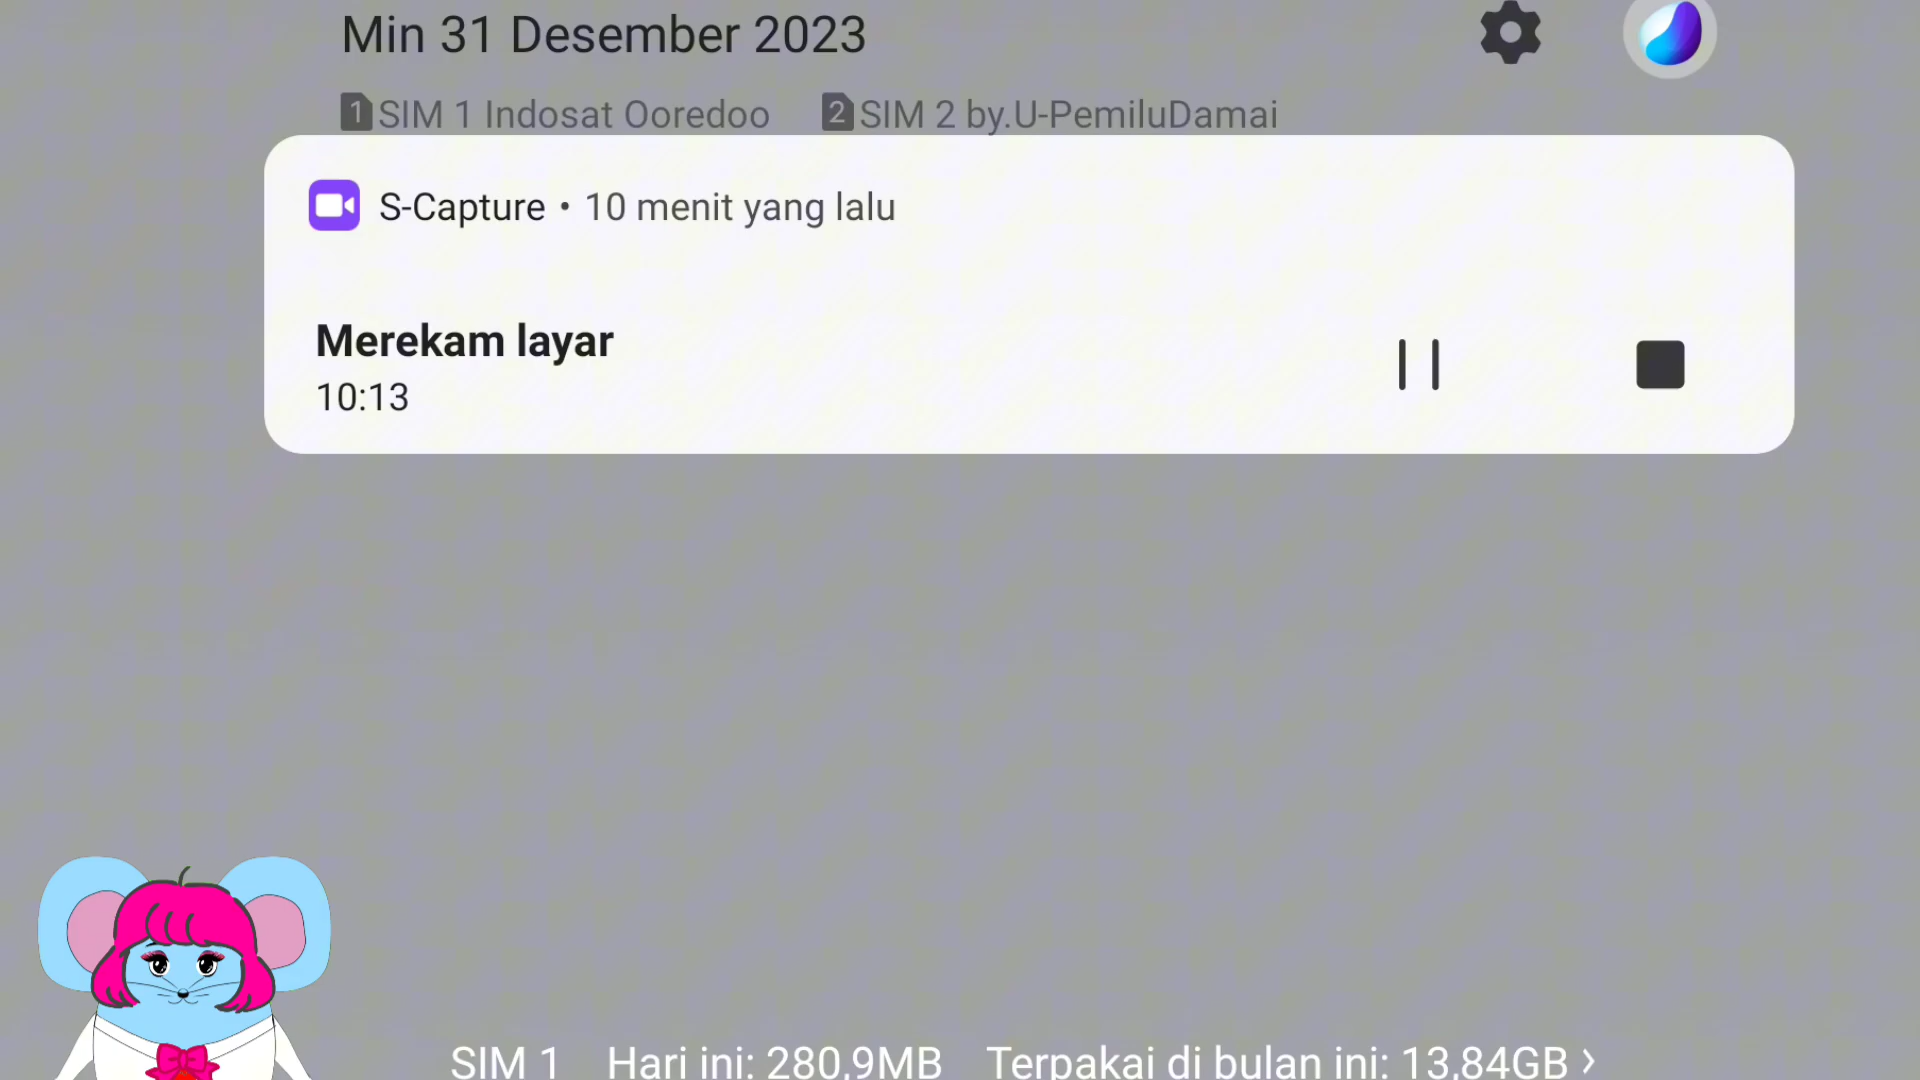 Min 31 Desember 2023
1 SIM 1 Indosat Ooredoo 2 SIM 2 by.U-PemiluDamai
S-Capture • 10 menit yang lalu
Merekam layar
10:13
SIM 1 Hari ini: 280,9MB Terpakai di bulan ini: 13,84GB ›